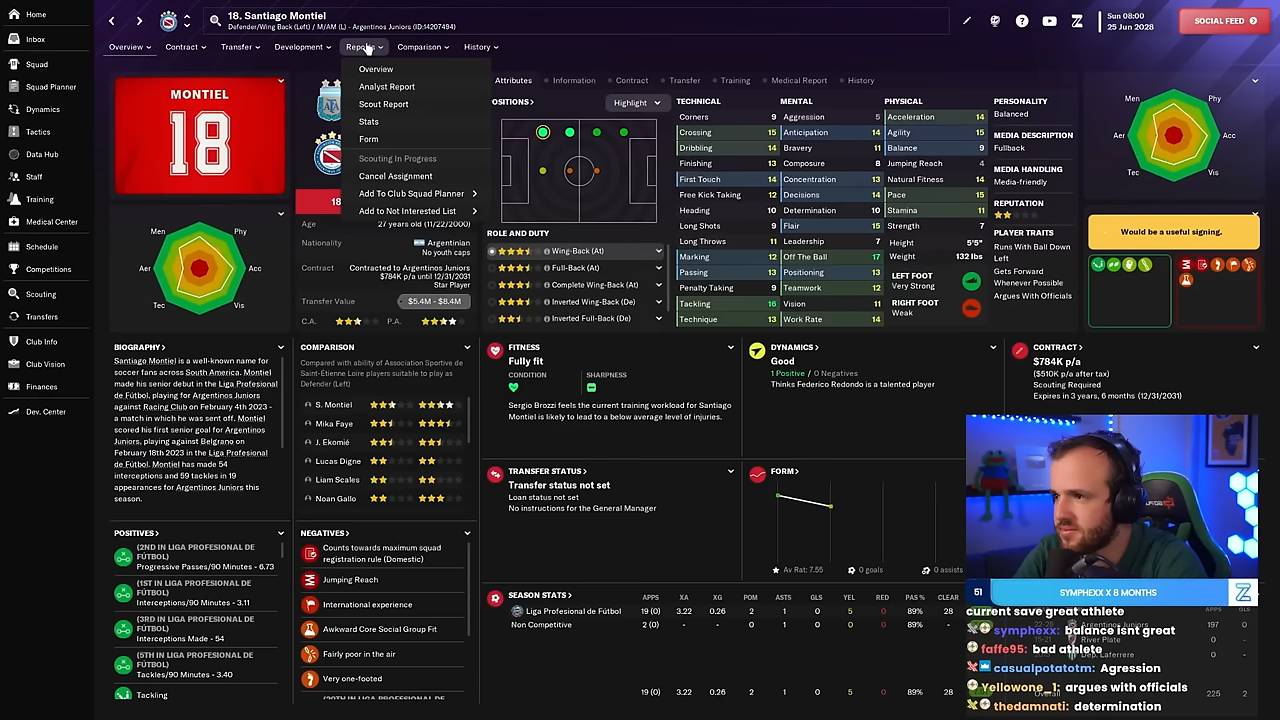 Home
Inbox
Squad
Squad Planner
Dynamics
Tactics
Data Hub
Staff
Training
Medical Center
Schedule
Competitions
Scouting
Transfers
Club Info
Club Vision
Finances
Dev. Center
18. Santiago Montiel
Defender/Wing Back (Left) / M/AM (L) - Argentinos Juniors (ID:14207494)
Sun 08:00
25 Jun 2028
SOCIAL FEED
Overview
Contract
Transfer
Development
Reports
Comparison
History
Overview
Analyst Report
Scout Report
Stats
Form
Scouting In Progress
Cancel Assignment
Add To Club Squad Planner
Add to Not Interested List
MONTIEL
18
Men Phy
Aer Acc
Tec Vis
18
Age
27 years old (11/22/2000)
Nationality
Argentinian
No youth caps
Contract
Contracted to Argentinos Juniors
$784K p/a until 12/31/2031
Star Player
Transfer Value
$5.4M - $8.4M
C.A.
P.A.
Attributes
Information
Contract
Transfer
Training
Medical Report
History
POSITIONS
Highlight
ROLE AND DUTY
Wing-Back (At)
Full-Back (At)
Complete Wing-Back (At)
Inverted Wing-Back (De)
Inverted Full-Back (De)
TECHNICAL
Corners 9
Crossing 15
Dribbling 14
Finishing 13
First Touch 14
Free Kick Taking 12
Heading 10
Long Shots 9
Long Throws 11
Marking 12
Passing 13
Penalty Taking 9
Tackling 16
Technique 13
MENTAL
Aggression 5
Anticipation 14
Bravery 11
Composure 8
Concentration 13
Decisions 14
Determination 10
Flair 15
Leadership 7
Off The Ball 17
Positioning 13
Teamwork 12
Vision 11
Work Rate 14
PHYSICAL
Acceleration 14
Agility 15
Balance 9
Jumping Reach 4
Natural Fitness 14
Pace 15
Stamina 11
Strength 7
Height 5'5"
Weight 132 lbs
LEFT FOOT
Very Strong
RIGHT FOOT
Weak
PERSONALITY
Balanced
MEDIA DESCRIPTION
Fullback
MEDIA HANDLING
Media-friendly
REPUTATION
PLAYER TRAITS
Runs With Ball Down
Left
Gets Forward
Whenever Possible
Argues With Officials
Men Phy
Aer Acc
Tec Vis
Would be a useful signing.
BIOGRAPHY
Santiago Montiel is a well-known name for
soccer fans across South America. Montiel
made his senior debut in the Liga Profesional
de Fútbol, playing for Argentinos Juniors
against Racing Club on February 4th 2023 -
a match in which he was sent off. Montiel
scored his first senior goal for Argentinos
Juniors, playing against Belgrano on
February 18th 2023 in the Liga Profesional
de Fútbol. Montiel has made 54
interceptions and 59 tackles in 19
appearances for Argentinos Juniors this
season.
COMPARISON
Compared with ability of Association Sportive de
Saint-Étienne Loire players suitable to play as
Defender (Left)
S. Montiel
Mika Faye
J. Ekomié
Lucas Digne
Liam Scales
Noan Gallo
FITNESS
Fully fit
CONDITION
SHARPNESS
Sergio Brozzi feels the current training workload for Santiago
Montiel is likely to lead to a below average level of injuries.
DYNAMICS
Good
1 Positive / 0 Negatives
Thinks Federico Redondo is a talented player
CONTRACT
$784K p/a
($510K p/a after tax)
Scouting Required
Expires in 3 years, 6 months (12/31/2031)
TRANSFER STATUS
Transfer status not set
Loan status not set
No instructions for the General Manager
FORM
Av Rat: 7.55
0 goals
0 assists
POSITIVES
(2ND IN LIGA PROFESIONAL DE
FÚTBOL)
Progressive Passes/90 Minutes - 6.73
(1ST IN LIGA PROFESIONAL DE
FÚTBOL)
Interceptions/90 Minutes - 3.11
(3RD IN LIGA PROFESIONAL DE
FÚTBOL)
Interceptions Made - 54
(5TH IN LIGA PROFESIONAL DE
FÚTBOL)
Tackles/90 Minutes - 3.40
Tackling
NEGATIVES
Counts towards maximum squad
registration rule (Domestic)
Jumping Reach
International experience
Awkward Core Social Group Fit
Fairly poor in the air
Very one-footed
SEASON STATS
APPS XA XG POM ASTS GLS YEL RED PAS % CLEAR
Liga Profesional de Fútbol 19 (0) 3.22 0.26 2 1 0 5 0 89% 28
Non Competitive 2 (0) - - - 0 0 0 0 - -
19 (0) 3.22 0.26 2 1 0 5 0 89% 28
51
SYMPHEXX X 8 MONTHS
current save great athlete
symphexx: balance isnt great
faffe95: bad athlete
casualpotatotm: Agression
Yellowone_1: argues with officials
thedamnati: determination
APPS GLS
Argentinos Juniors 197 0
River Plate 0 -
Dep. Laferrere 0 -
Overall 225 2